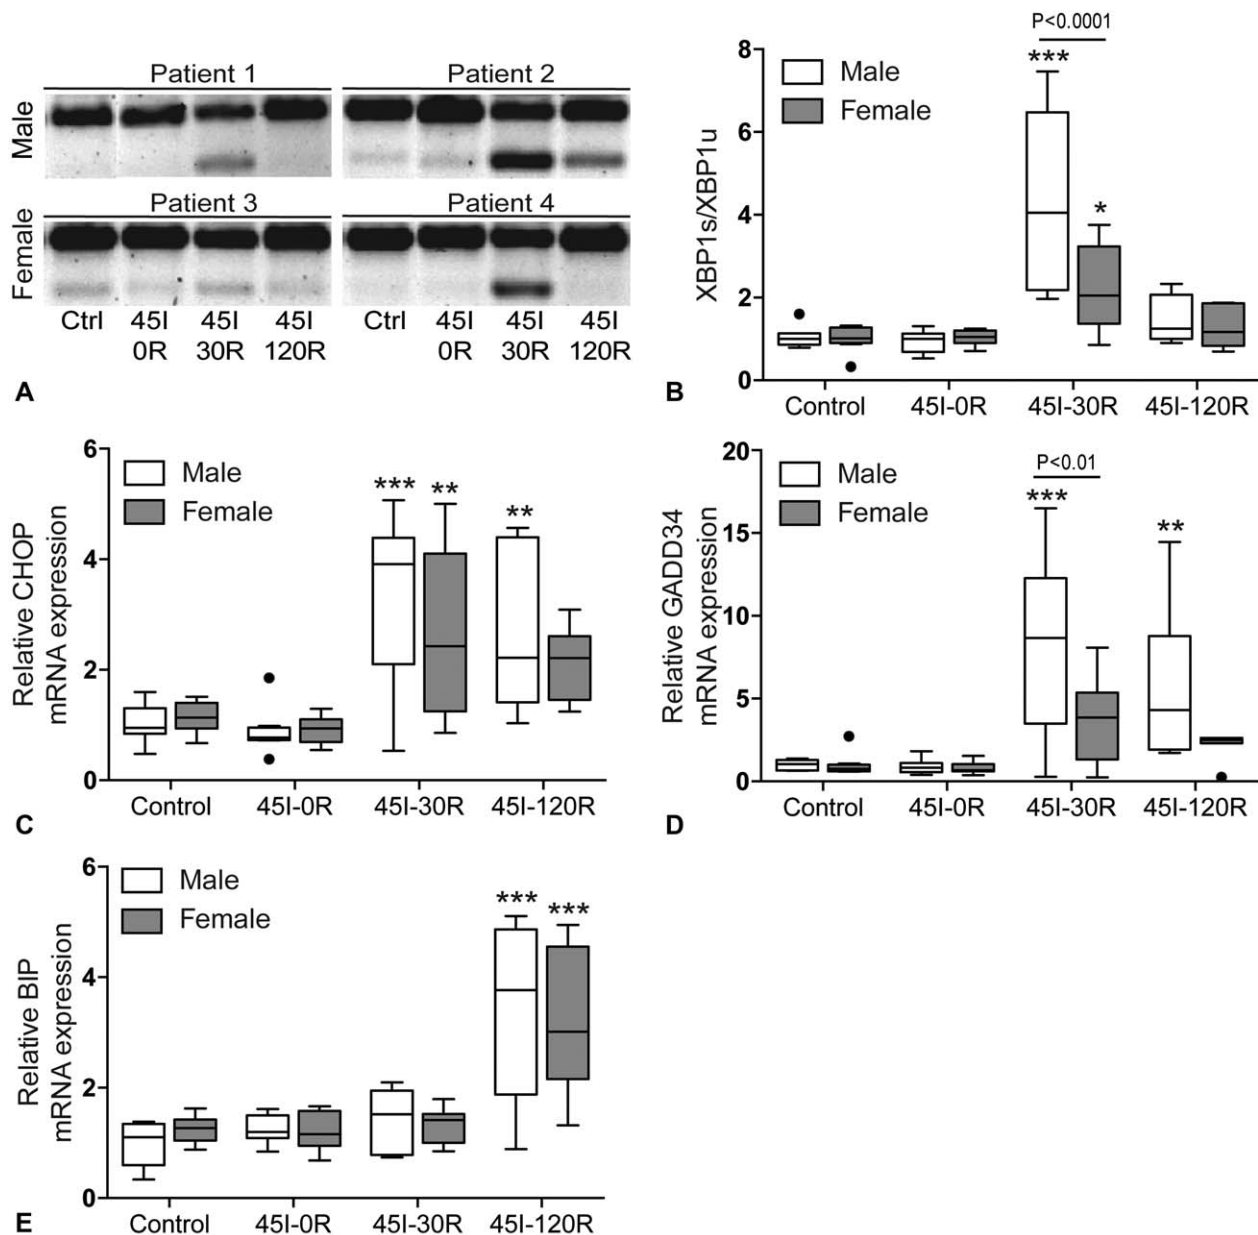 Patient 1
Patient 2
Male
Patient 3
Patient 4
Female
Ctrl 45I 45I 45I Ctrl 45I 45I 45I
0R 30R 120R 0R 30R 120R
A
P<0.0001
***
*
Male
Female
XBP1s/XBP1u
8
6
4
2
0
Control 45I-0R 45I-30R 45I-120R
B
Male
Female
*** ** **
Relative CHOP
mRNA expression
6
4
2
0
Control 45I-0R 45I-30R 45I-120R
C
Male
Female
P<0.01
*** **
Relative GADD34
mRNA expression
20
15
10
5
0
Control 45I-0R 45I-30R 45I-120R
D
Male
Female
*** ***
Relative BIP
mRNA expression
6
4
2
0
Control 45I-0R 45I-30R 45I-120R
E